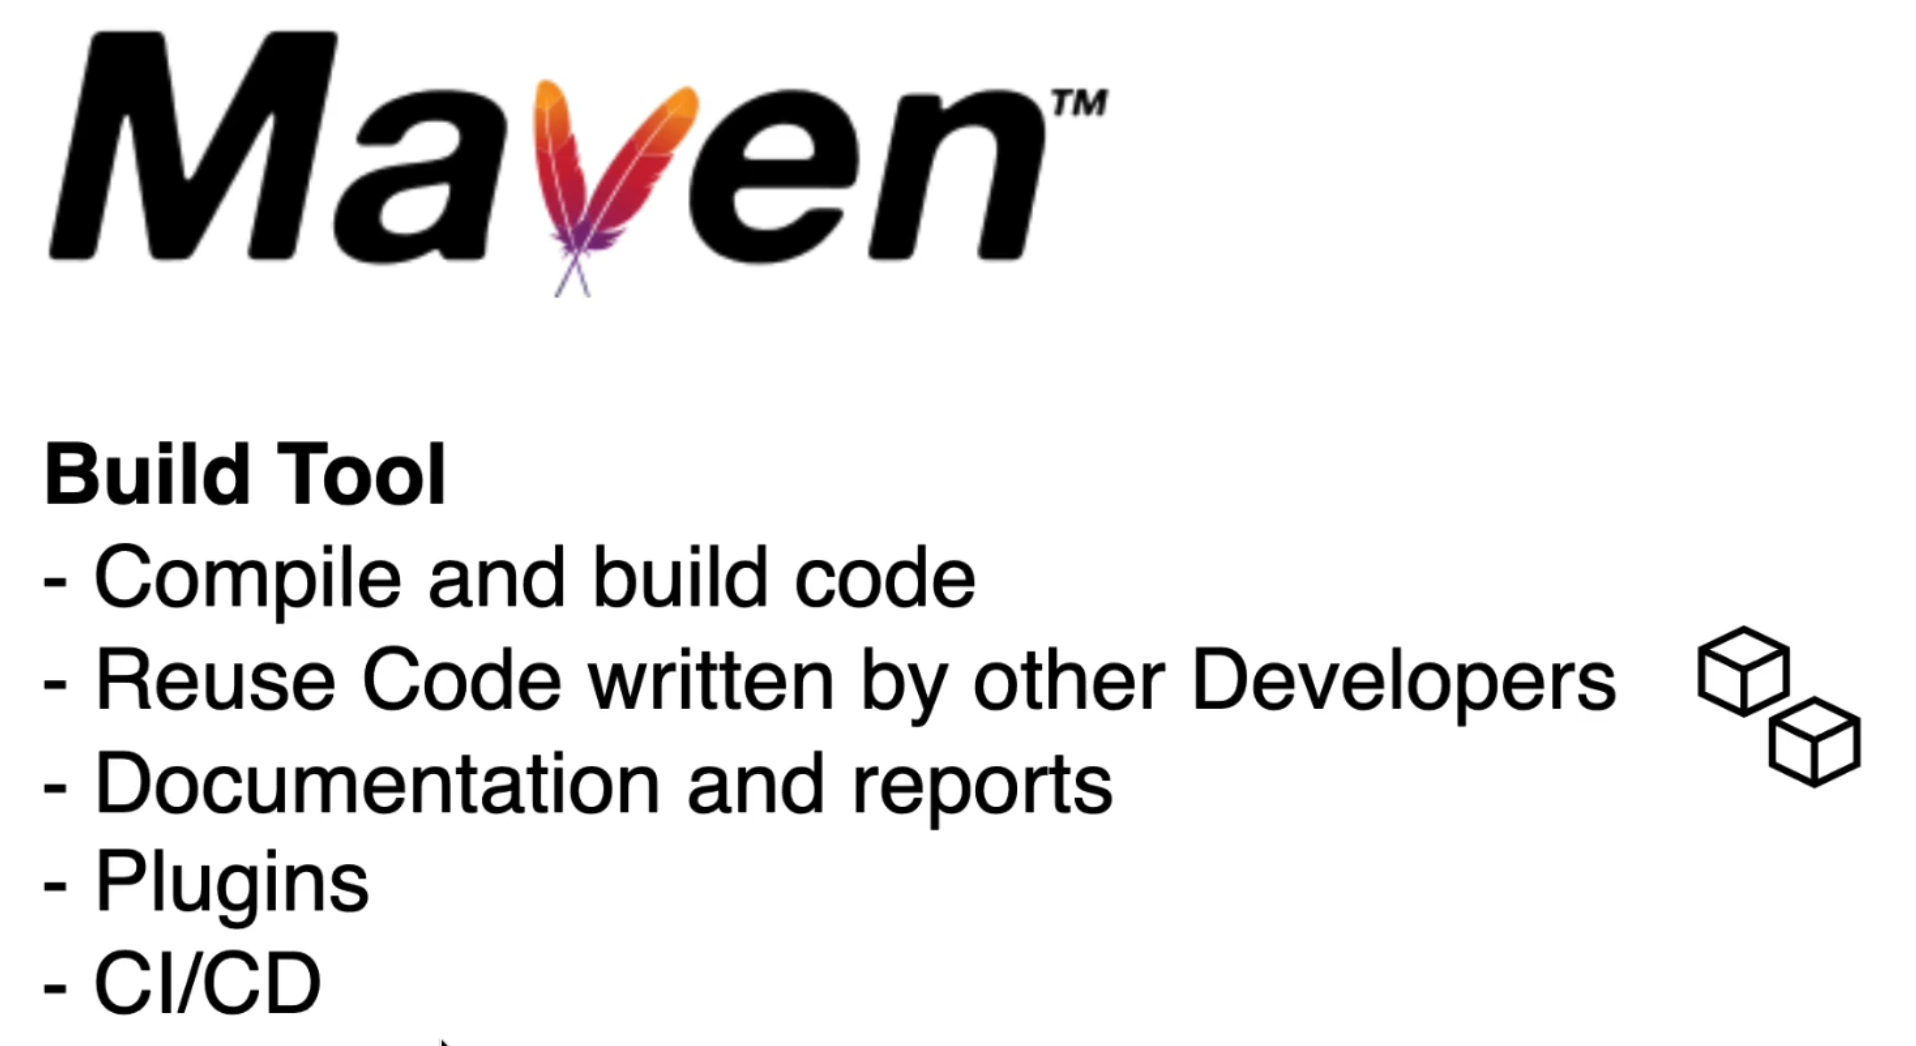 Maven™
Build Tool
- Compile and build code
- Reuse Code written by other Developers
- Documentation and reports
- Plugins
- CI/CD